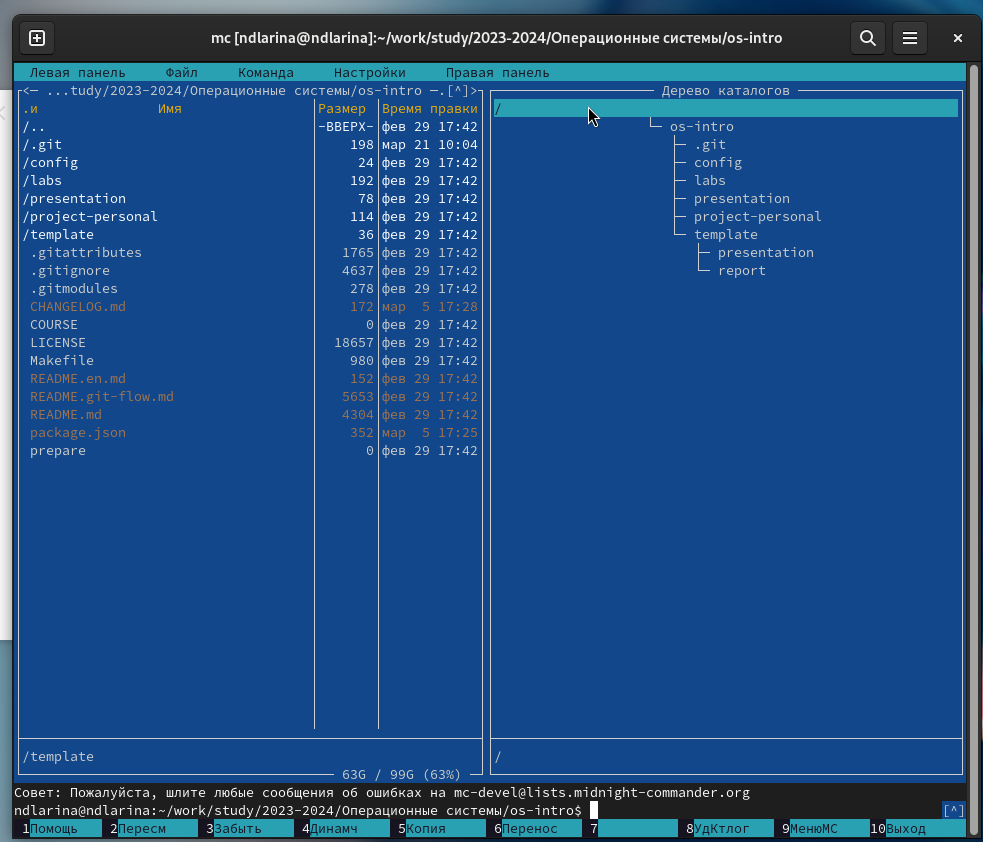 mc [ndlarina@ndlarina]:~/work/study/2023-2024/Операционные системы/os-intro
Левая панель Файл Команда Настройки Правая панель
<─ ...tudy/2023-2024/Операционные системы/os-intro ─.[^]>
.и Имя Размер Время правки
/.. -ВВЕРХ- фев 29 17:42
/.git 198 мар 21 10:04
/config 24 фев 29 17:42
/labs 192 фев 29 17:42
/presentation 78 фев 29 17:42
/project-personal 114 фев 29 17:42
/template 36 фев 29 17:42
.gitattributes 1765 фев 29 17:42
.gitignore 4637 фев 29 17:42
.gitmodules 278 фев 29 17:42
CHANGELOG.md 172 мар 5 17:28
COURSE 0 фев 29 17:42
LICENSE 18657 фев 29 17:42
Makefile 980 фев 29 17:42
README.en.md 152 фев 29 17:42
README.git-flow.md 5653 фев 29 17:42
README.md 4304 фев 29 17:42
package.json 352 мар 5 17:25
prepare 0 фев 29 17:42
/template
63G / 99G (63%)
Дерево каталогов
/
os-intro
.git
config
labs
presentation
project-personal
template
presentation
report
/
Совет: Пожалуйста, шлите любые сообщения об ошибках на mc-devel@lists.midnight-commander.org
ndlarina@ndlarina:~/work/study/2023-2024/Операционные системы/os-intro$ [^]
1Помощь 2Пересм 3Забыть 4Динамч 5Копия 6Перенос 7 8УдКтлог 9МенюМС 10Выход